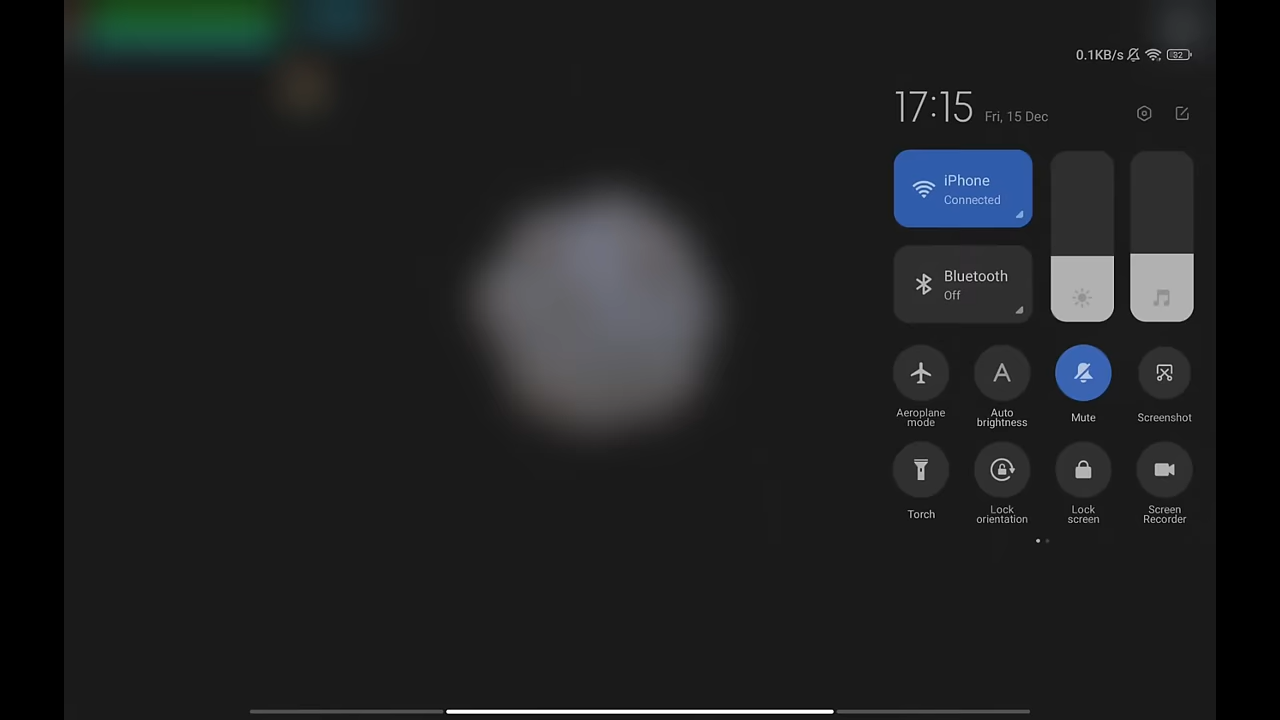 0.1KB/s 82
17:15 Fri, 15 Dec
iPhone
Connected
Bluetooth
Off
Aeroplane
mode
Auto
brightness
Mute
Screenshot
Torch
Lock
orientation
Lock
screen
Screen
Recorder